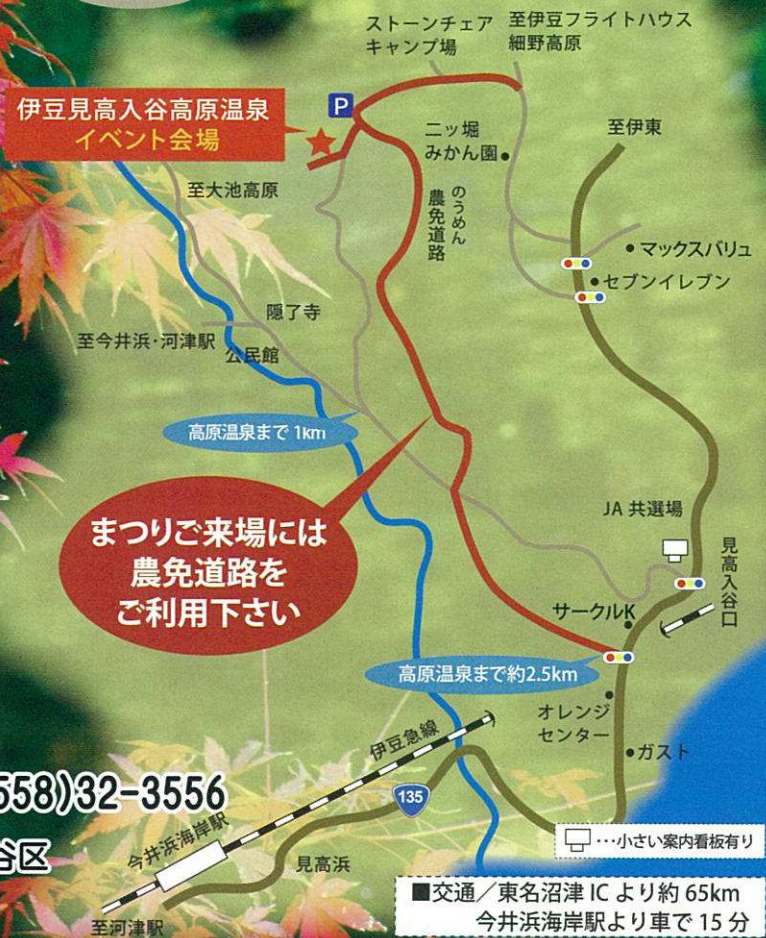 ストーンチェア
キャンプ場
至伊豆フライトハウス
細野高原
伊豆見高入谷高原温泉
イベント会場
P
二ッ堀
みかん園
至伊東
至大池高原
のうめん
農免道路
マックスバリュ
セブンイレブン
隠了寺
至今井浜・河津駅
公民館
高原温泉まで1km
まつりご来場には
農免道路を
ご利用下さい
JA 共選場
見高入谷口
サークルK
高原温泉まで約2.5km
オレンジ
センター
ガスト
伊豆急線
135
558)32-3556
谷区
今井浜海岸駅
見高浜
至河津駅
…小さい案内看板有り
■交通／東名沼津 IC より約 65km
今井浜海岸駅より車で 15 分